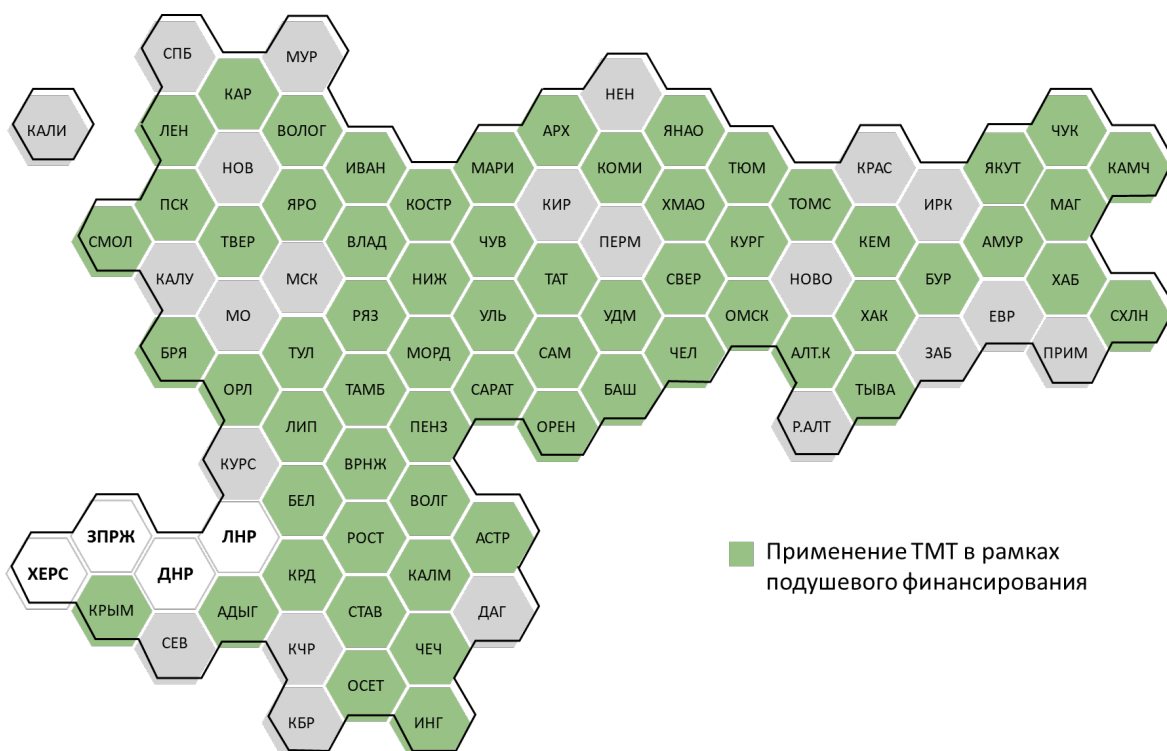 СПБ
МУР
КАР
НЕН
КАЛИ
ЛЕН
ВОЛОГ
АРХ
ЯНАО
ЧУК
НОВ
ИВАН
МАРИ
КОМИ
ТЮМ
КРАС
ЯКУТ
КАМЧ
ПСК
ЯРО
КОСТР
КИР
ХМАО
ТОМС
ИРК
МАГ
СМОЛ
ТВЕР
ВЛАД
ЧУВ
ПЕРМ
КУРГ
КЕМ
АМУР
КАЛУ
МСК
НИЖ
ТАТ
СВЕР
НОВО
БУР
ХАБ
МО
РЯЗ
УЛЬ
УДМ
ОМСК
ХАК
ЕВР
СХЛН
БРЯ
ТУЛ
МОРД
САМ
ЧЕЛ
АЛТ.К
ЗАБ
ПРИМ
ОРЛ
ТАМБ
САРАТ
БАШ
ТЫВА
ЛИП
ПЕНЗ
ОРЕН
Р.АЛТ
КУРС
ВРНЖ
БЕЛ
ВОЛГ
ЗПРЖ
ЛНР
РОСТ
АСТР
ХЕРС
ДНР
КРД
КАЛМ
КРЫМ
АДЫГ
СТАВ
ДАГ
СЕВ
КЧР
ЧЕЧ
ОСЕТ
КБР
ИНГ
Применение ТМТ в рамках
подушевого финансирования